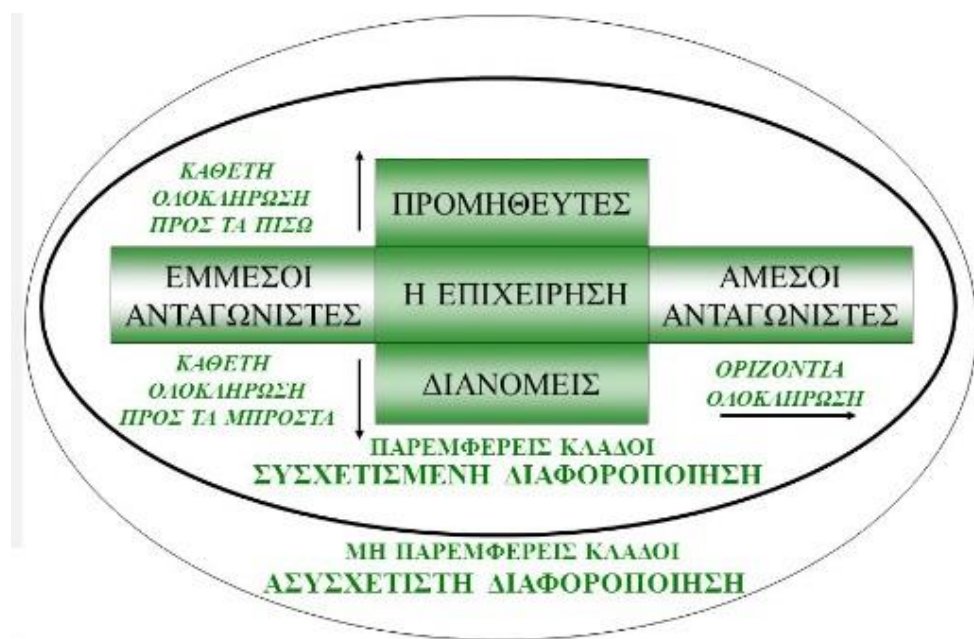 ΚΑΘΕΤΗ
ΟΛΟΚΛΗΡΩΣΗ
ΠΡΟΣ ΤΑ ΠΙΣΩ
ΠΡΟΜΗΘΕΥΤΕΣ
ΕΜΜΕΣΟΙ
ΑΝΤΑΓΩΝΙΣΤΕΣ
Η ΕΠΙΧΕΙΡΗΣΗ
ΑΜΕΣΟΙ
ΑΝΤΑΓΩΝΙΣΤΕΣ
ΚΑΘΕΤΗ
ΟΛΟΚΛΗΡΩΣΗ
ΠΡΟΣ ΤΑ ΜΠΡΟΣΤΑ
ΔΙΑΝΟΜΕΙΣ
ΟΡΙΖΟΝΤΙΑ
ΟΛΟΚΛΗΡΩΣΗ
ΠΑΡΕΜΦΕΡΕΙΣ ΚΛΑΔΟΙ
ΣΥΣΧΕΤΙΣΜΕΝΗ ΔΙΑΦΟΡΟΠΟΙΗΣΗ
ΜΗ ΠΑΡΕΜΦΕΡΕΙΣ ΚΛΑΔΟΙ
ΑΣΥΣΧΕΤΙΣΤΗ ΔΙΑΦΟΡΟΠΟΙΗΣΗ